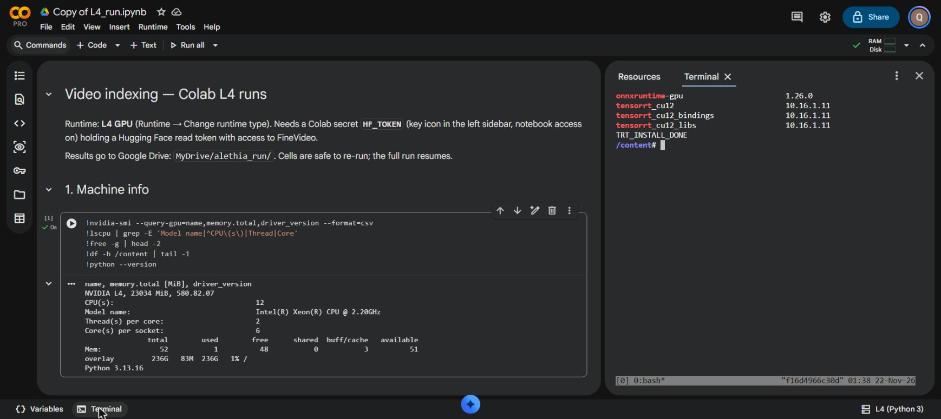 CO Copy of L4_run.ipynb
PRO File Edit View Insert Runtime Tools Help
Share Q
Commands + Code + Text Run all
RAM
Disk
Video indexing — Colab L4 runs
Runtime: L4 GPU (Runtime → Change runtime type). Needs a Colab secret HF_TOKEN (key icon in the left sidebar, notebook access
on) holding a Hugging Face read token with access to FineVideo.
Results go to Google Drive: MyDrive/alethia_run/. Cells are safe to re-run; the full run resumes.
1. Machine info
[1]
0s
!nvidia-smi --query-gpu=name,memory.total,driver_version --format=csv
!lscpu | grep -E 'Model name|^CPU\(s\)|Thread|Core'
!free -g | head -2
!df -h /content | tail -1
!python --version
name, memory.total [MiB], driver_version
NVIDIA L4, 23034 MiB, 580.82.07
CPU(s): 12
Model name: Intel(R) Xeon(R) CPU @ 2.20GHz
Thread(s) per core: 2
Core(s) per socket: 6
total used free shared buff/cache available
Mem: 52 1 48 0 3 51
overlay 236G 83M 236G 1% /
Python 3.13.16
Resources Terminal
onnxruntime-gpu 1.26.0
tensorrt_cu12 10.16.1.11
tensorrt_cu12_bindings 10.16.1.11
tensorrt_cu12_libs 10.16.1.11
TRT_INSTALL_DONE
/content#
[0] 0:bash* "f16d4966c30d" 01:38 22-Nov-26
Variables Terminal L4 (Python 3)